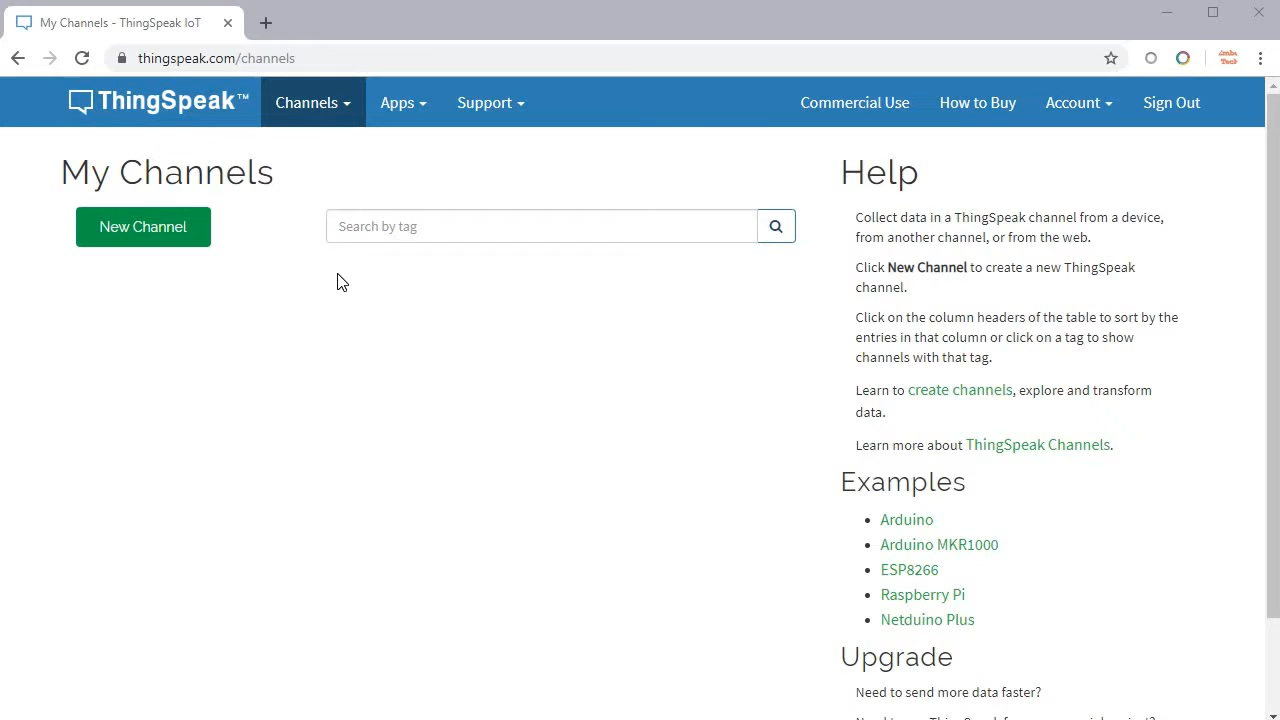 My Channels - ThingSpeak IoT
thingspeak.com/channels
ThingSpeak™
Channels
Apps
Support
Commercial Use
How to Buy
Account
Sign Out
My Channels
New Channel
Search by tag
Help
Collect data in a ThingSpeak channel from a device,
from another channel, or from the web.
Click New Channel to create a new ThingSpeak
channel.
Click on the column headers of the table to sort by the
entries in that column or click on a tag to show
channels with that tag.
Learn to create channels, explore and transform
data.
Learn more about ThingSpeak Channels.
Examples
Arduino
Arduino MKR1000
ESP8266
Raspberry Pi
Netduino Plus
Upgrade
Need to send more data faster?